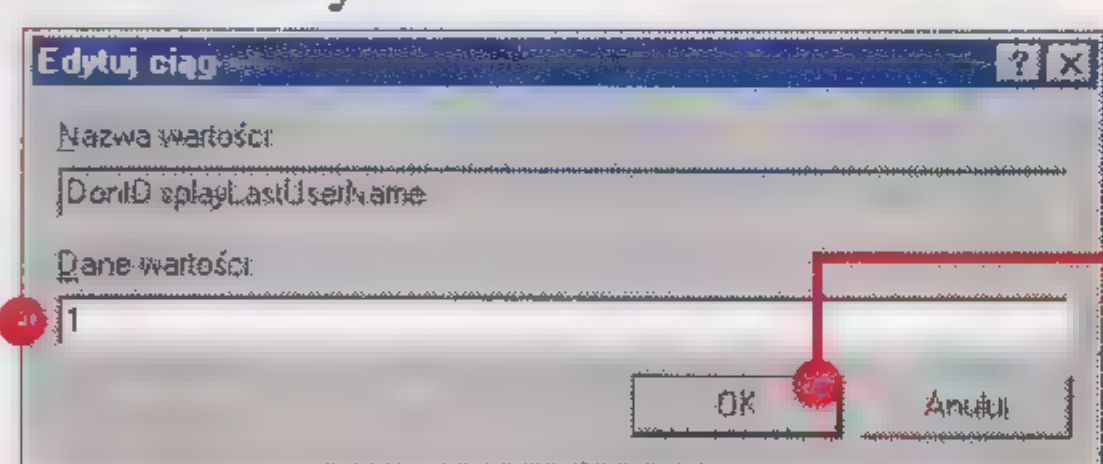 Edytuj ciąg
Nazwa wartości:
DontDisplayLastUserName
Dane wartości:
1
OK
Anuluj